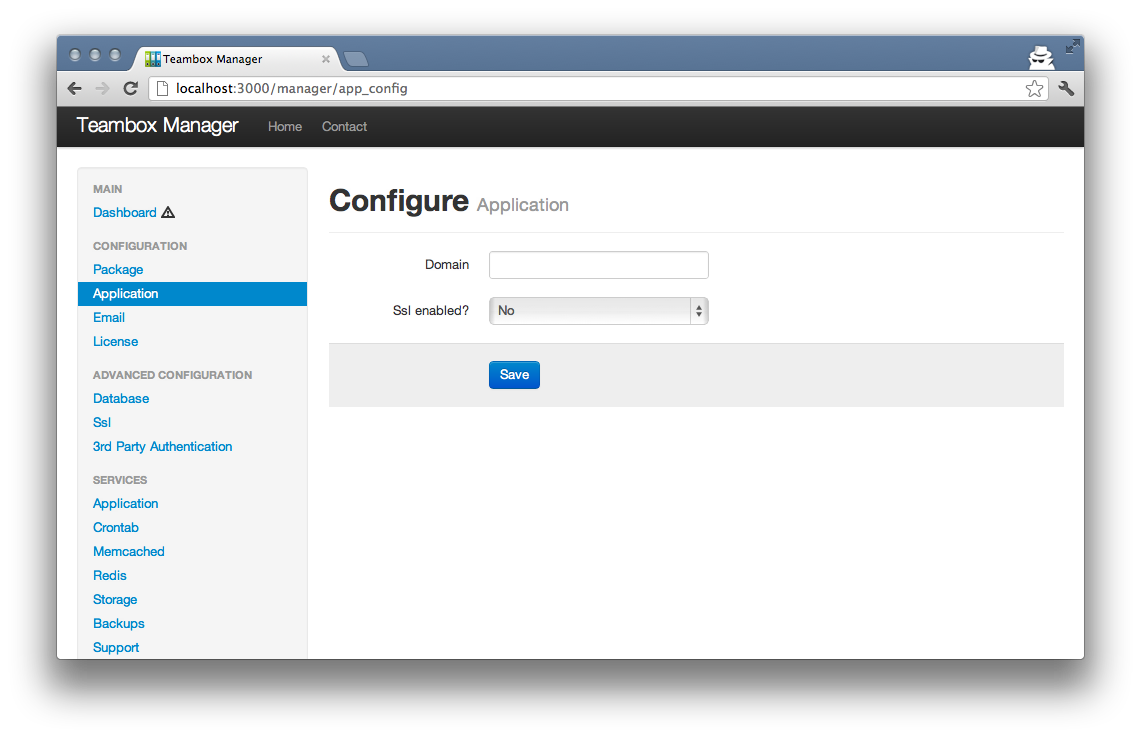 Teambox Manager
localhost:3000/manager/app_config
Teambox Manager Home Contact
MAIN
Dashboard
CONFIGURATION
Package
Application
Email
License
ADVANCED CONFIGURATION
Database
Ssl
3rd Party Authentication
SERVICES
Application
Crontab
Memcached
Redis
Storage
Backups
Support
Configure Application
Domain
Ssl enabled? No
Save